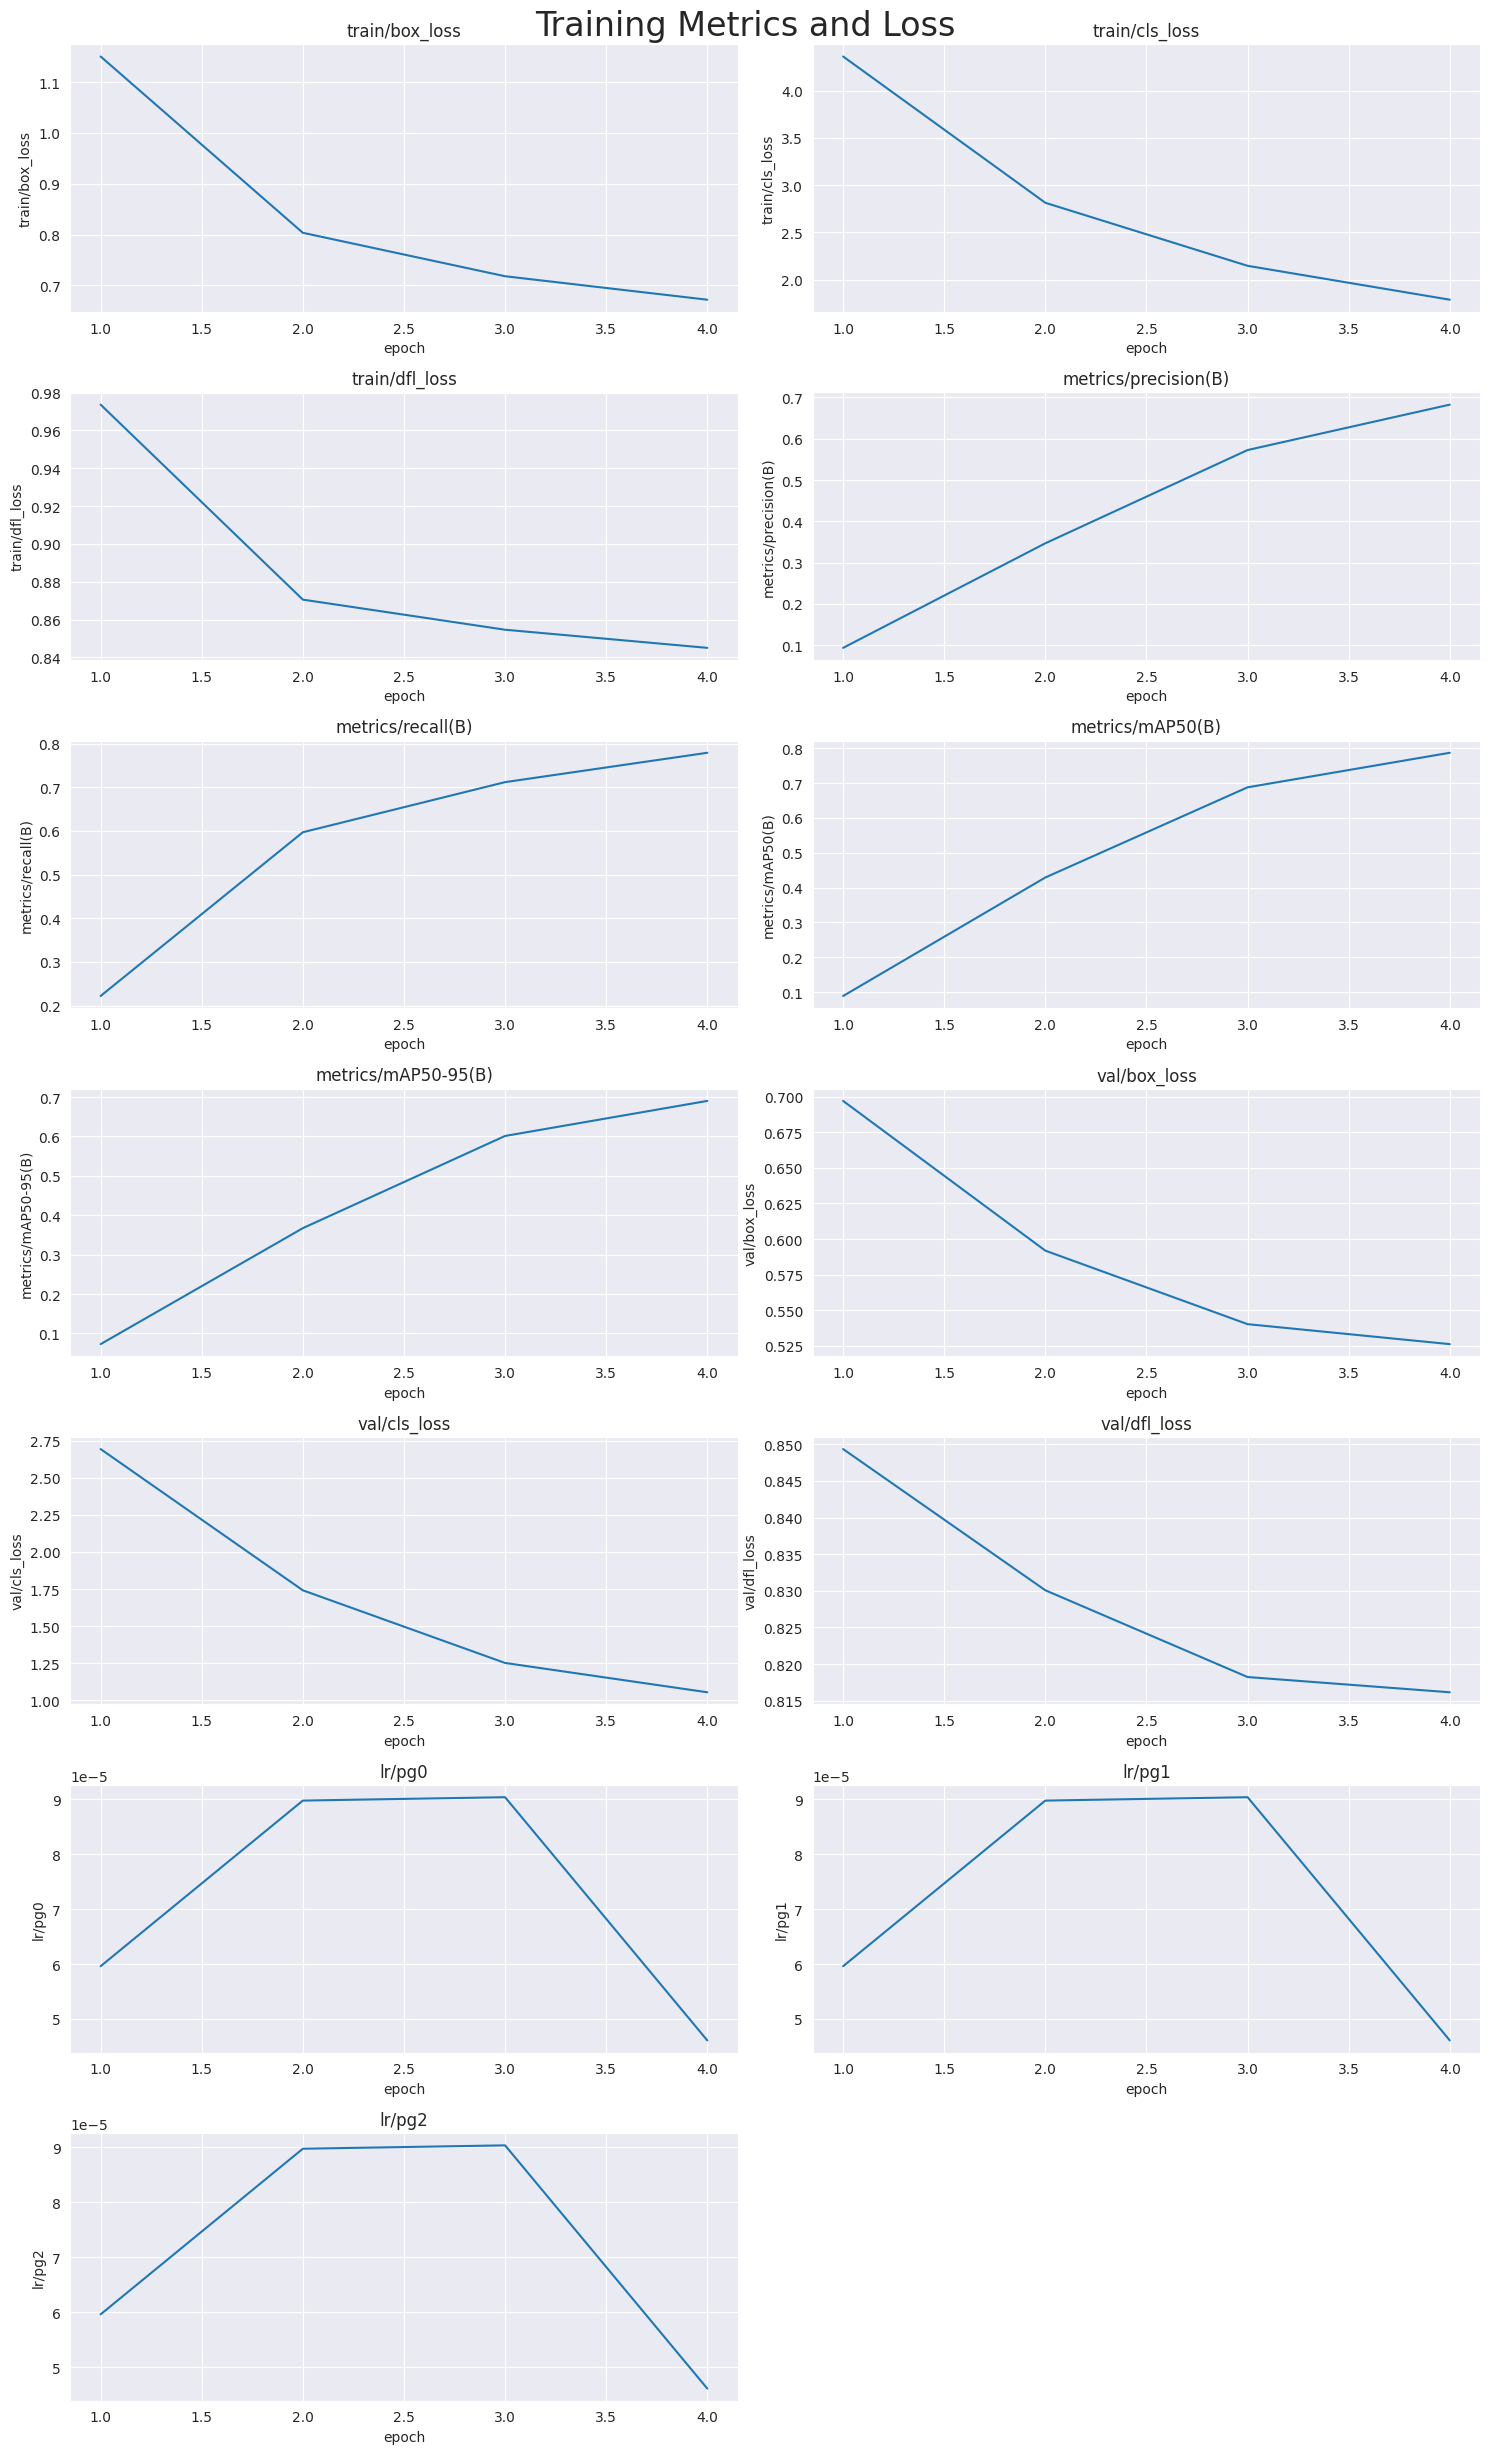 Training Metrics and Loss
train/box_loss
train/box_loss
1.1
1.0
0.9
0.8
0.7
1.0 1.5 2.0 2.5 3.0 3.5 4.0
epoch
train/cls_loss
train/cls_loss
4.0
3.5
3.0
2.5
2.0
1.0 1.5 2.0 2.5 3.0 3.5 4.0
epoch
train/dfl_loss
train/dfl_loss
0.98
0.96
0.94
0.92
0.90
0.88
0.86
0.84
1.0 1.5 2.0 2.5 3.0 3.5 4.0
epoch
metrics/precision(B)
metrics/precision(B)
0.7
0.6
0.5
0.4
0.3
0.2
0.1
1.0 1.5 2.0 2.5 3.0 3.5 4.0
epoch
metrics/recall(B)
metrics/recall(B)
0.8
0.7
0.6
0.5
0.4
0.3
0.2
1.0 1.5 2.0 2.5 3.0 3.5 4.0
epoch
metrics/mAP50(B)
metrics/mAP50(B)
0.8
0.7
0.6
0.5
0.4
0.3
0.2
0.1
1.0 1.5 2.0 2.5 3.0 3.5 4.0
epoch
metrics/mAP50-95(B)
metrics/mAP50-95(B)
0.7
0.6
0.5
0.4
0.3
0.2
0.1
1.0 1.5 2.0 2.5 3.0 3.5 4.0
epoch
val/box_loss
val/box_loss
0.700
0.675
0.650
0.625
0.600
0.575
0.550
0.525
1.0 1.5 2.0 2.5 3.0 3.5 4.0
epoch
val/cls_loss
val/cls_loss
2.75
2.50
2.25
2.00
1.75
1.50
1.25
1.00
1.0 1.5 2.0 2.5 3.0 3.5 4.0
epoch
val/dfl_loss
val/dfl_loss
0.850
0.845
0.840
0.835
0.830
0.825
0.820
0.815
1.0 1.5 2.0 2.5 3.0 3.5 4.0
epoch
lr/pg0
1e−5
lr/pg0
9
8
7
6
5
1.0 1.5 2.0 2.5 3.0 3.5 4.0
epoch
lr/pg1
1e−5
lr/pg1
9
8
7
6
5
1.0 1.5 2.0 2.5 3.0 3.5 4.0
epoch
lr/pg2
1e−5
lr/pg2
9
8
7
6
5
1.0 1.5 2.0 2.5 3.0 3.5 4.0
epoch